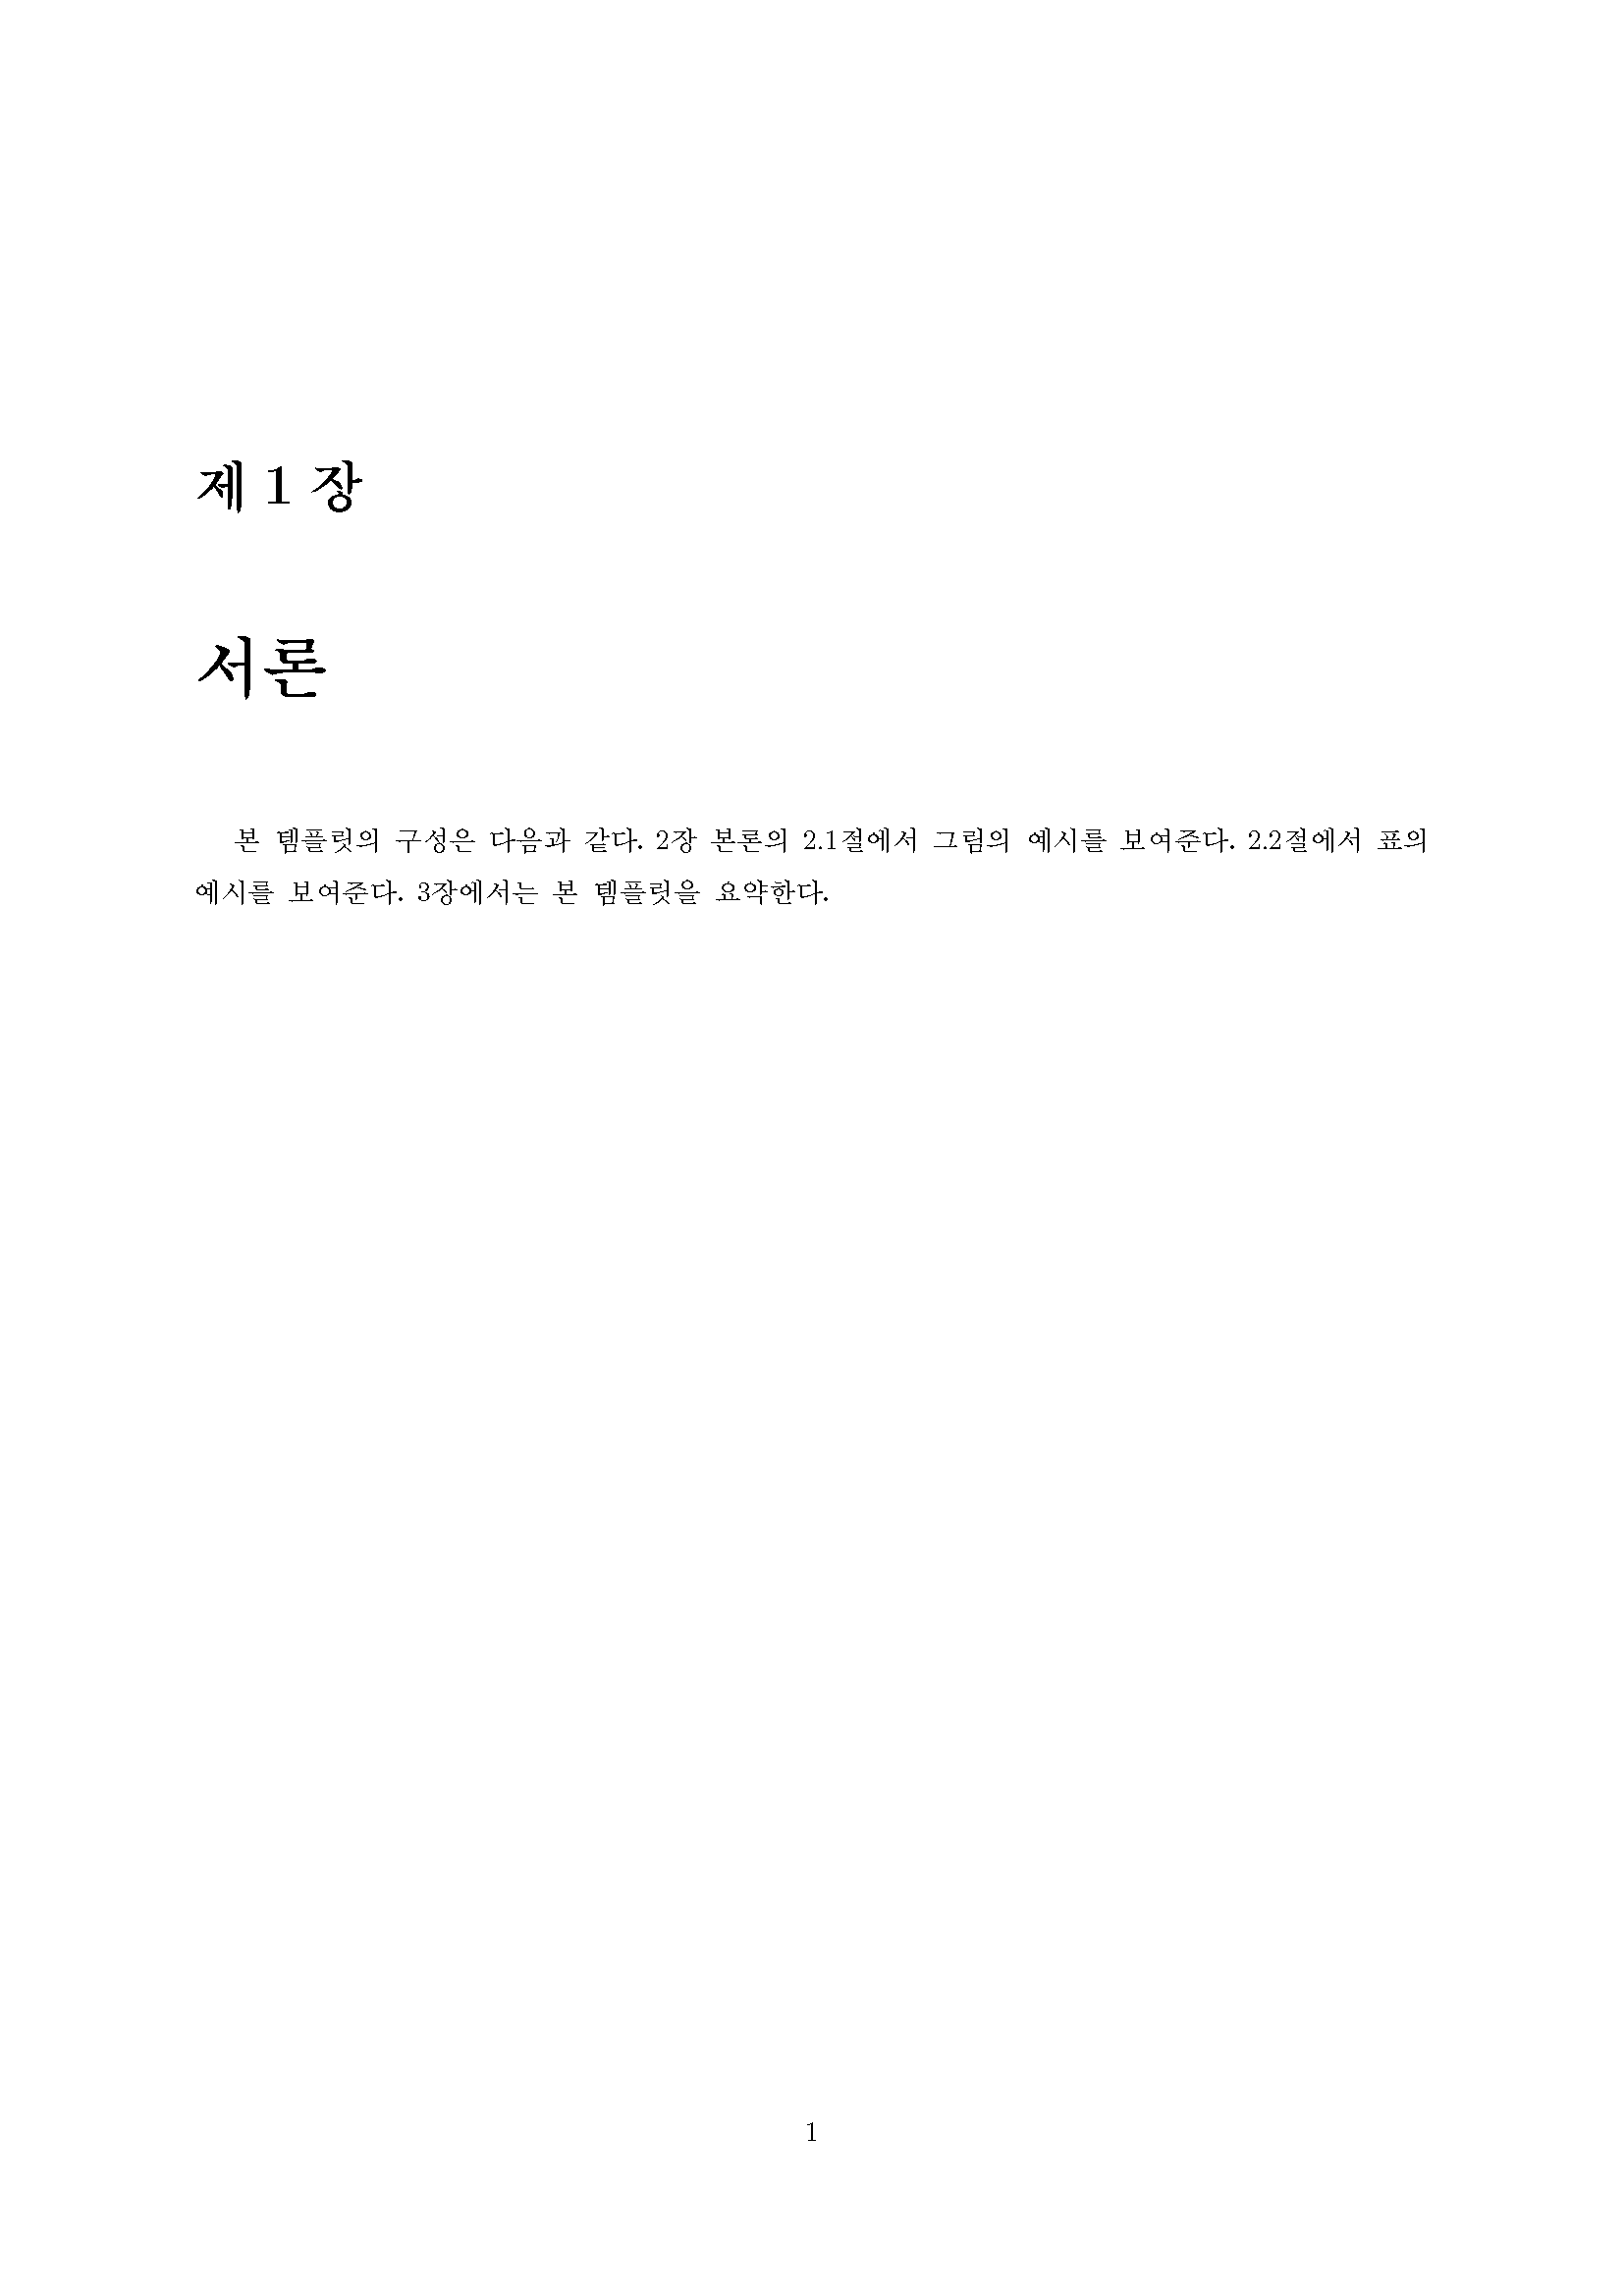 제 1 장
서론
본 템플릿의 구성은 다음과 같다. 2장 본론의 2.1절에서 그림의 예시를 보여준다. 2.2절에서 표의
예시를 보여준다. 3장에서는 본 템플릿을 요약한다.
1